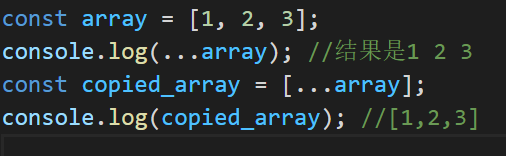 const array = [1, 2, 3];
console.log(...array); //结果是1 2 3
const copied_array = [...array];
console.log(copied_array); //[1,2,3]